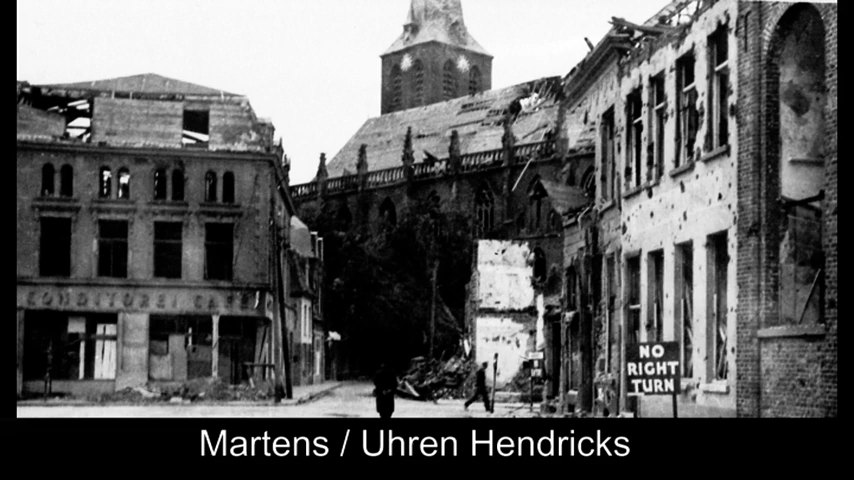 KONDITOREI CAFE
NO
RIGHT
TURN
Martens / Uhren Hendricks